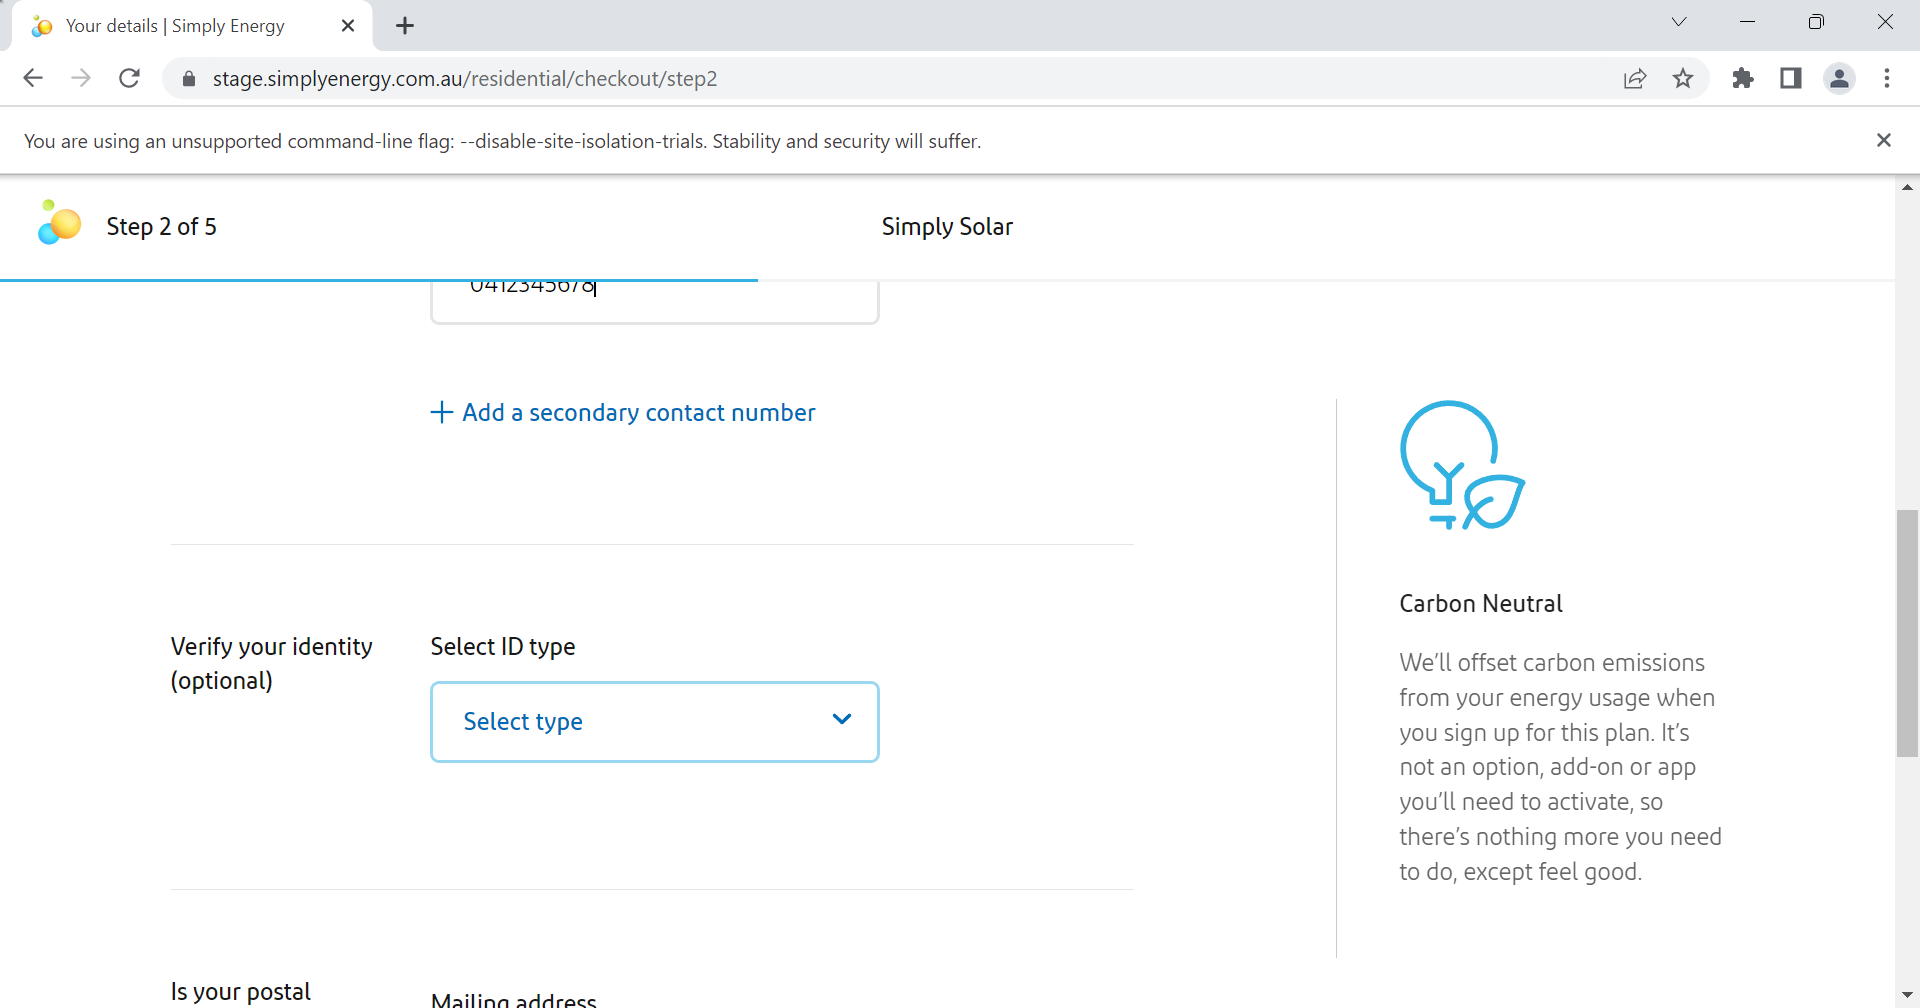 Your details | Simply Energy
stage.simplyenergy.com.au/residential/checkout/step2
You are using an unsupported command-line flag: --disable-site-isolation-trials. Stability and security will suffer.
Step 2 of 5
Simply Solar
0412345678
Add a secondary contact number
Verify your identity
(optional)
Select ID type
Select type
Carbon Neutral
We'll offset carbon emissions
from your energy usage when
you sign up for this plan. It's
not an option, add-on or app
you'll need to activate, so
there's nothing more you need
to do, except feel good.
Is your postal
Mailing address